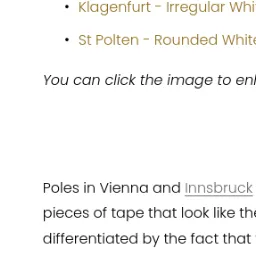 • Klagenfurt - Irregular Whi
• St Polten - Rounded White
You can click the image to enl
Poles in Vienna and Innsbruck
pieces of tape that look like the
differentiated by the fact that